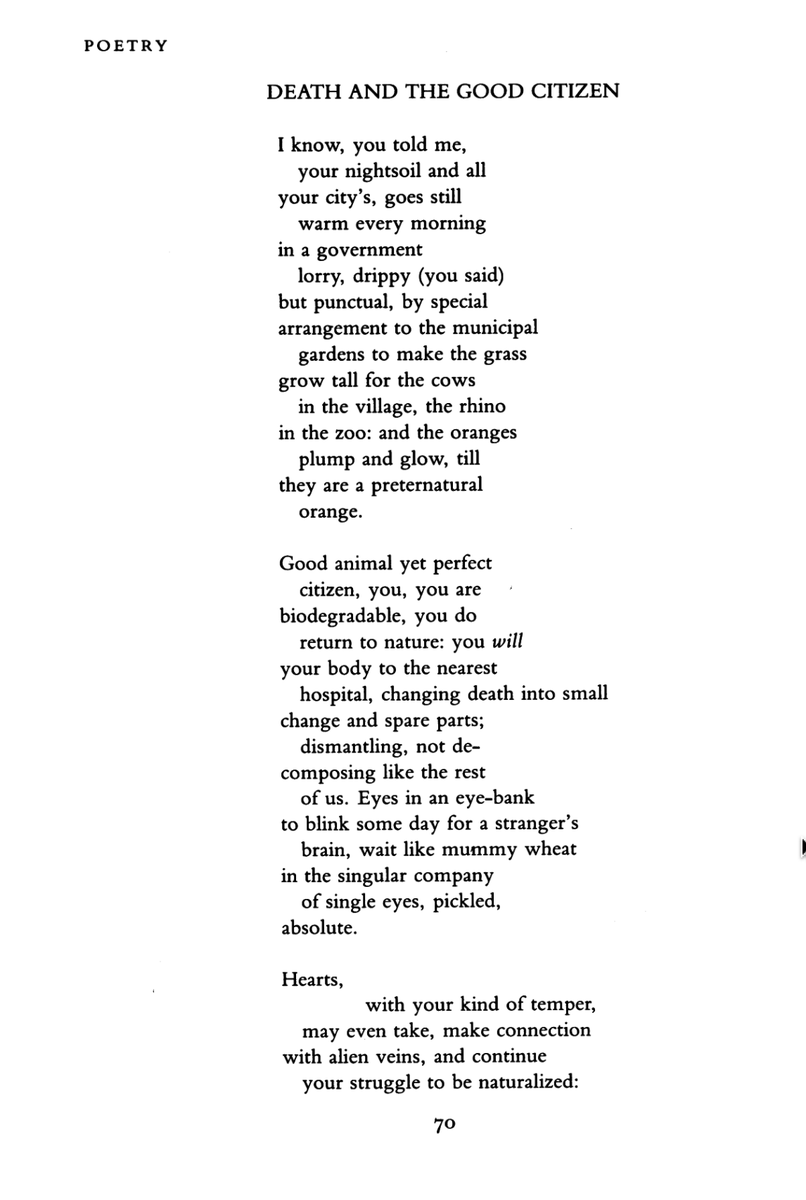 POETRY
DEATH AND THE GOOD CITIZEN
I know, you told me,
your nightsoil and all
your city's, goes still
warm every morning
in a government
lorry, drippy (you said)
but punctual, by special
arrangement to the municipal
gardens to make the grass
grow tall for the cows
in the village, the rhino
in the zoo: and the oranges
plump and glow, till
they are a preternatural
orange.
Good animal yet perfect
citizen, you, you are
biodegradable, you do
return to nature: you will
your body to the nearest
hospital, changing death into small
change and spare parts;
dismantling, not de-
composing like the rest
of us. Eyes in an eye-bank
to blink some day for a stranger's
brain, wait like mummy wheat
in the singular company
of single eyes, pickled,
absolute.
Hearts,
with your kind of temper,
may even take, make connection
with alien veins, and continue
your struggle to be naturalized:
70